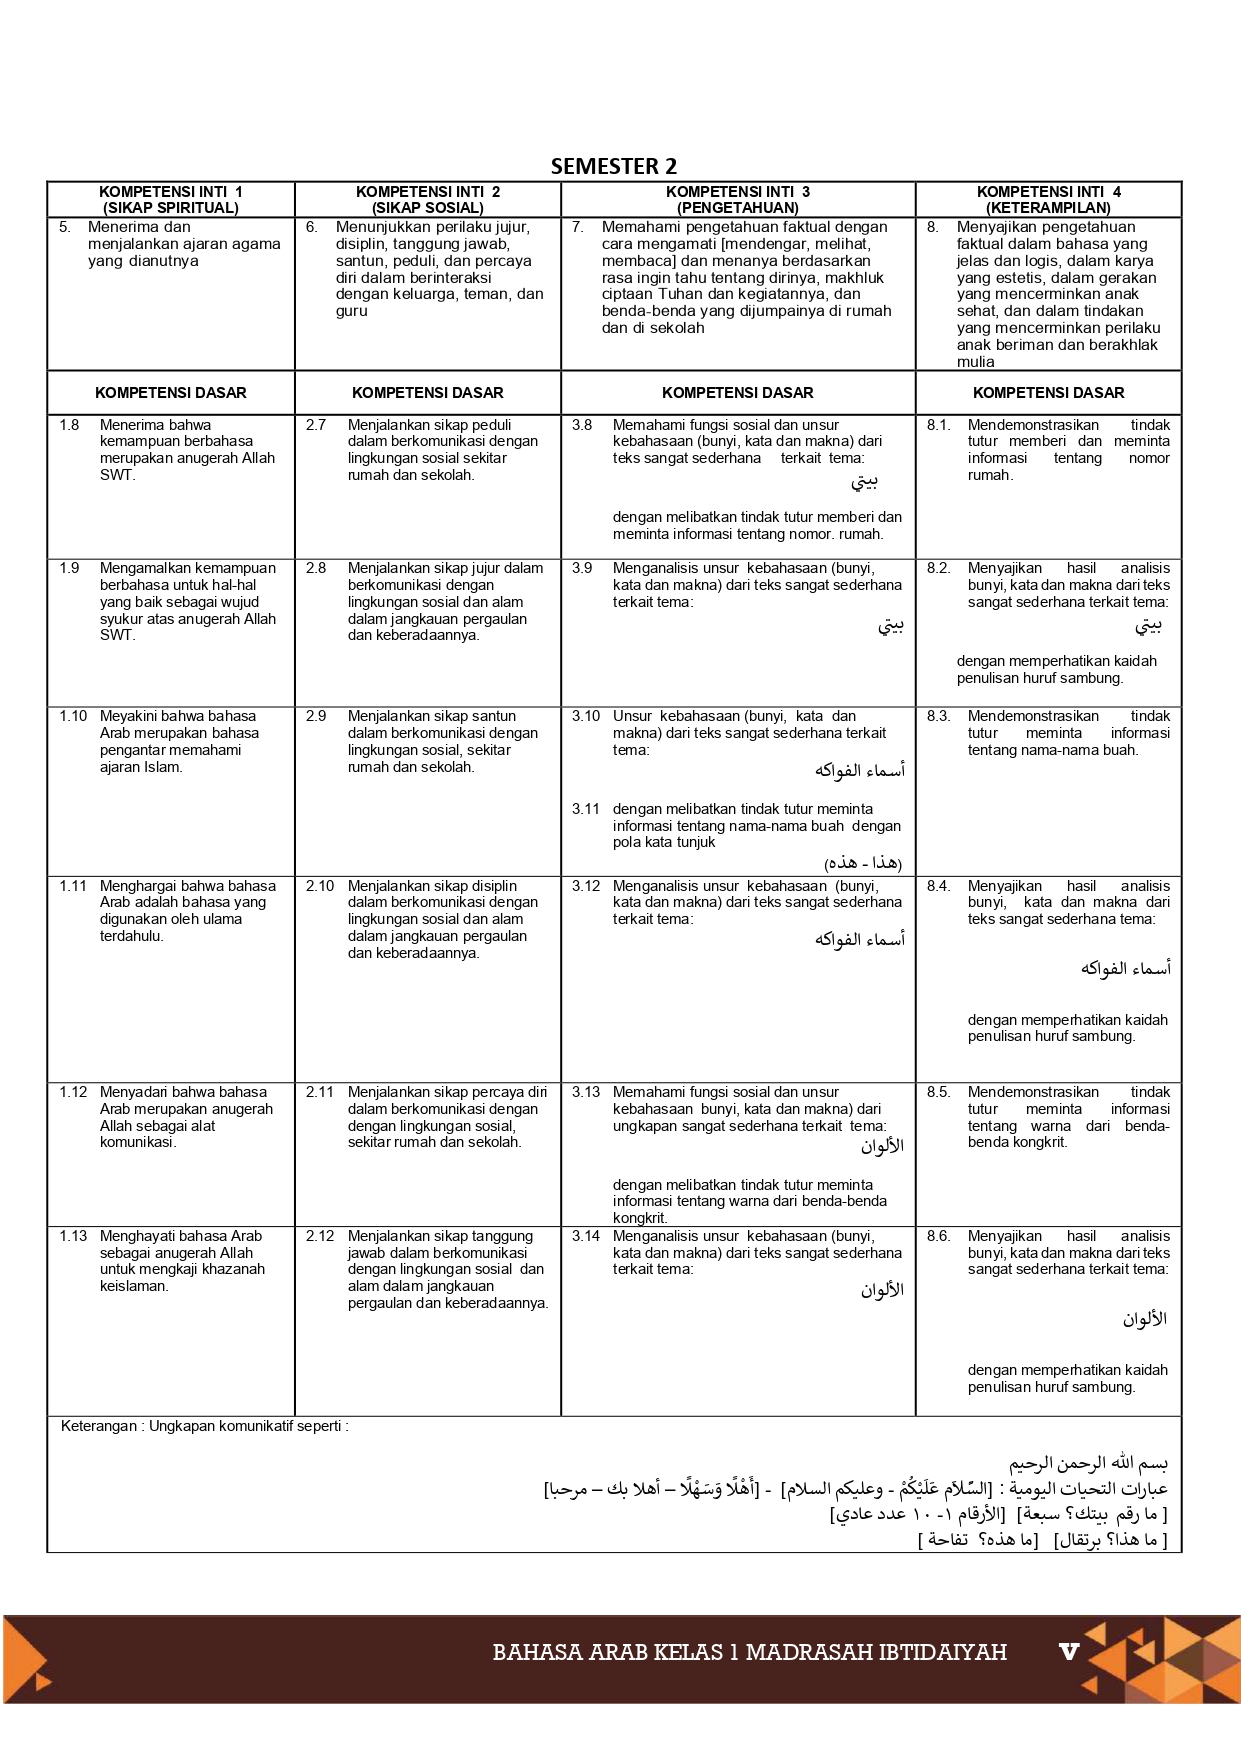 SEMESTER 2
KOMPETENSI INTI 1
(SIKAP SPIRITUAL)
KOMPETENSI INTI 2
(SIKAP SOSIAL)
KOMPETENSI INTI 3
(PENGETAHUAN)
KOMPETENSI INTI 4
(KETERAMPILAN)
5. Menerima dan
menjalankan ajaran agama
yang dianutnya
6. Menunjukkan perilaku jujur,
disiplin, tanggung jawab,
santun, peduli, dan percaya
diri dalam berinteraksi
dengan keluarga, teman, dan
guru
7. Memahami pengetahuan faktual dengan
cara mengamati [mendengar, melihat,
membaca] dan menanya berdasarkan
rasa ingin tahu tentang dirinya, makhluk
ciptaan Tuhan dan kegiatannya, dan
benda-benda yang dijumpainya di rumah
dan di sekolah
8. Menyajikan pengetahuan
faktual dalam bahasa yang
jelas dan logis, dalam karya
yang estetis, dalam gerakan
yang mencerminkan anak
sehat, dan dalam tindakan
yang mencerminkan perilaku
anak beriman dan berakhlak
mulia
KOMPETENSI DASAR
KOMPETENSI DASAR
KOMPETENSI DASAR
KOMPETENSI DASAR
1.8 Menerima bahwa
kemampuan berbahasa
merupakan anugerah Allah
SWT.
2.7 Menjalankan sikap peduli
dalam berkomunikasi dengan
lingkungan sosial sekitar
rumah dan sekolah.
3.8 Memahami fungsi sosial dan unsur
kebahasaan (bunyi, kata dan makna) dari
teks sangat sederhana terkait tema:
بيتي
dengan melibatkan tindak tutur memberi dan
meminta informasi tentang nomor. rumah.
8.1. Mendemonstrasikan tindak
tutur memberi dan meminta
informasi tentang nomor
rumah.
1.9 Mengamalkan kemampuan
berbahasa untuk hal-hal
yang baik sebagai wujud
syukur atas anugerah Allah
SWT.
2.8 Menjalankan sikap jujur dalam
berkomunikasi dengan
lingkungan sosial dan alam
dalam jangkauan pergaulan
dan keberadaannya.
3.9 Menganalisis unsur kebahasaan (bunyi,
kata dan makna) dari teks sangat sederhana
terkait tema:
بيتي
8.2. Menyajikan hasil analisis
bunyi, kata dan makna dari teks
sangat sederhana terkait tema:
بيتي
dengan memperhatikan kaidah
penulisan huruf sambung.
1.10 Meyakini bahwa bahasa
Arab merupakan bahasa
pengantar memahami
ajaran Islam.
2.9 Menjalankan sikap santun
dalam berkomunikasi dengan
lingkungan sosial, sekitar
rumah dan sekolah.
3.10 Unsur kebahasaan (bunyi, kata dan
makna) dari teks sangat sederhana terkait
tema:
أسماء الفواكه
3.11 dengan melibatkan tindak tutur meminta
informasi tentang nama-nama buah dengan
pola kata tunjuk
(هذا - هذه)
8.3. Mendemonstrasikan tindak
tutur meminta informasi
tentang nama-nama buah.
1.11 Menghargai bahwa bahasa
Arab adalah bahasa yang
digunakan oleh ulama
terdahulu.
2.10 Menjalankan sikap disiplin
dalam berkomunikasi dengan
lingkungan sosial dan alam
dalam jangkauan pergaulan
dan keberadaannya.
3.12 Menganalisis unsur kebahasaan (bunyi,
kata dan makna) dari teks sangat sederhana
terkait tema:
أسماء الفواكه
8.4. Menyajikan hasil analisis
bunyi, kata dan makna dari
teks sangat sederhana tema:
أسماء الفواكه
dengan memperhatikan kaidah
penulisan huruf sambung.
1.12 Menyadari bahwa bahasa
Arab merupakan anugerah
Allah sebagai alat
komunikasi.
2.11 Menjalankan sikap percaya diri
dalam berkomunikasi dengan
dengan lingkungan sosial,
sekitar rumah dan sekolah.
3.13 Memahami fungsi sosial dan unsur
kebahasaan bunyi, kata dan makna) dari
ungkapan sangat sederhana terkait tema:
الألوان
dengan melibatkan tindak tutur meminta
informasi tentang warna dari benda-benda
kongkrit.
8.5. Mendemonstrasikan tindak
tutur meminta informasi
tentang warna dari benda-
benda kongkrit.
1.13 Menghayati bahasa Arab
sebagai anugerah Allah
untuk mengkaji khazanah
keislaman.
2.12 Menjalankan sikap tanggung
jawab dalam berkomunikasi
dengan lingkungan sosial dan
alam dalam jangkauan
pergaulan dan keberadaannya.
3.14 Menganalisis unsur kebahasaan (bunyi,
kata dan makna) dari teks sangat sederhana
terkait tema:
الألوان
8.6. Menyajikan hasil analisis
bunyi, kata dan makna dari teks
sangat sederhana terkait tema:
الألوان
dengan memperhatikan kaidah
penulisan huruf sambung.
Keterangan : Ungkapan komunikatif seperti :
بسم الله الرحمن الرحيم
عبارات التحيات اليومية : [السَّلاَم عَلَيْكُمْ - وعليكم السلام] - [أَهْلًا وَسَهْلًا – أهلا بك – مرحبا]
[ ما رقم بيتك؟ سبعة] [الأرقام ١- ١٠ عدد عادي]
[ ما هذا؟ برتقال] [ما هذه؟ تفاحة ]
BAHASA ARAB KELAS 1 MADRASAH IBTIDAIYAH V